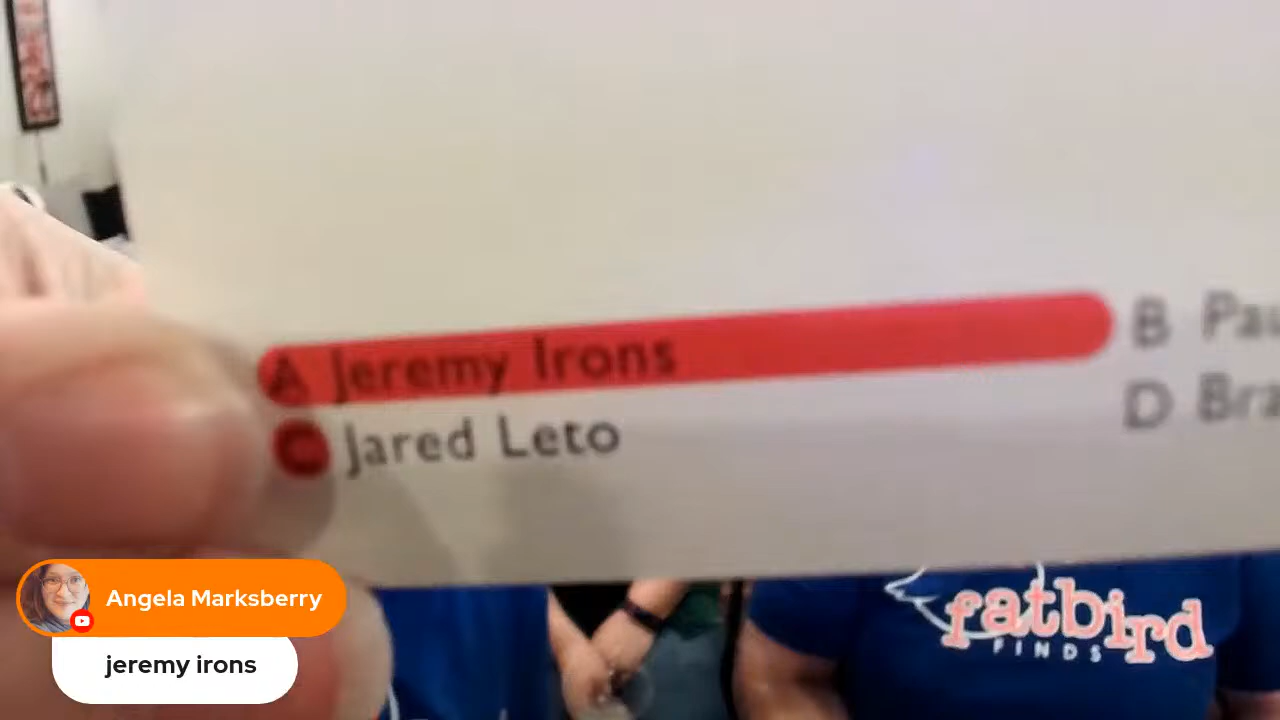 A Jeremy Irons
B
C Jared Leto
D
Angela Marksberry
jeremy irons
fatbird
FINDS